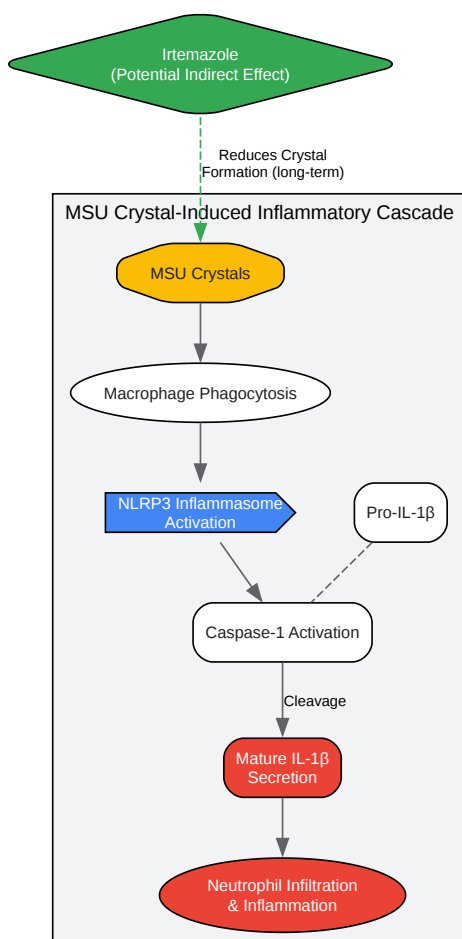 Irtemazole
(Potential Indirect Effect)
Reduces Crystal
Formation (long-term)
MSU Crystal-Induced Inflammatory Cascade
MSU Crystals
Macrophage Phagocytosis
NLRP3 Inflammasome
Activation
Pro-IL-1β
Caspase-1 Activation
Cleavage
Mature IL-1β
Secretion
Neutrophil Infiltration
& Inflammation